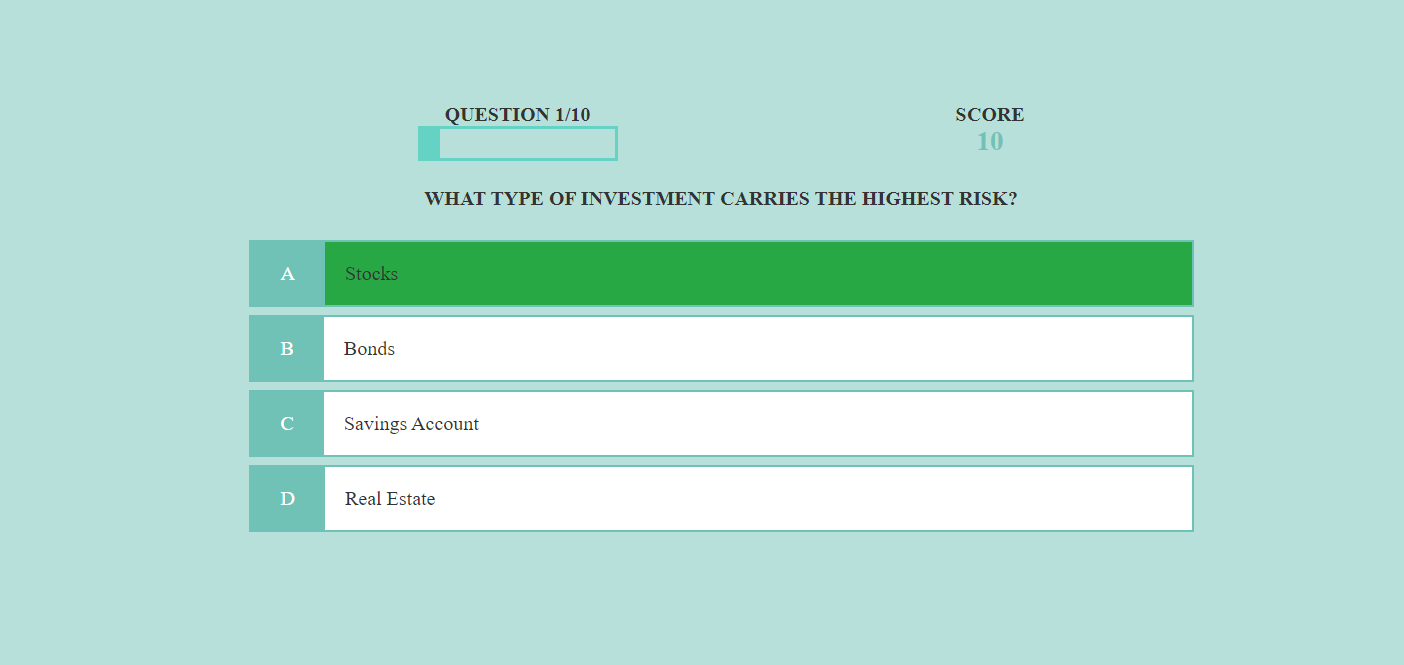 QUESTION 1/10
SCORE
10
WHAT TYPE OF INVESTMENT CARRIES THE HIGHEST RISK?
A Stocks
B Bonds
C Savings Account
D Real Estate